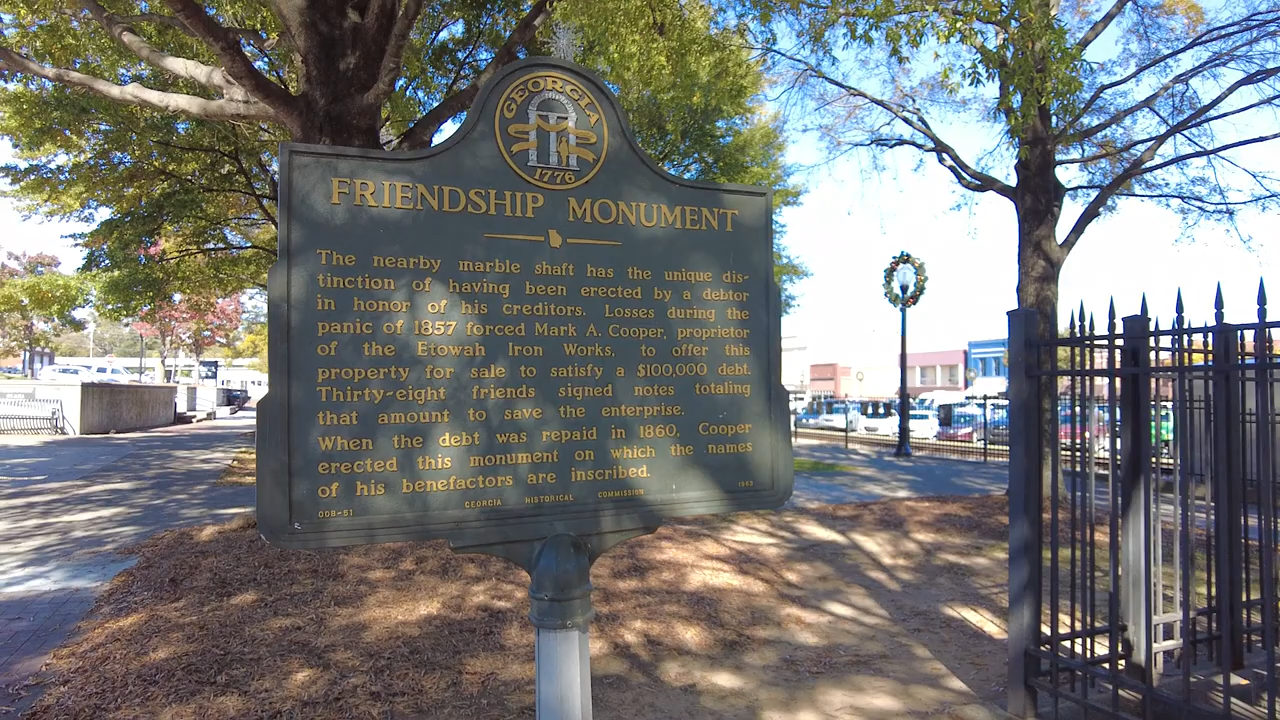 GEORGIA
1776
FRIENDSHIP MONUMENT
The nearby marble shaft has the unique dis-
tinction of having been erected by a debtor
in honor of his creditors. Losses during the
panic of 1857 forced Mark A. Cooper, proprietor
of the Etowah Iron Works, to offer this
property for sale to satisfy a $100,000 debt.
Thirty-eight friends signed notes totaling
that amount to save the enterprise.
When the debt was repaid in 1860, Cooper
erected this monument on which the names
of his benefactors are inscribed.
008-51 GEORGIA HISTORICAL COMMISSION 1963